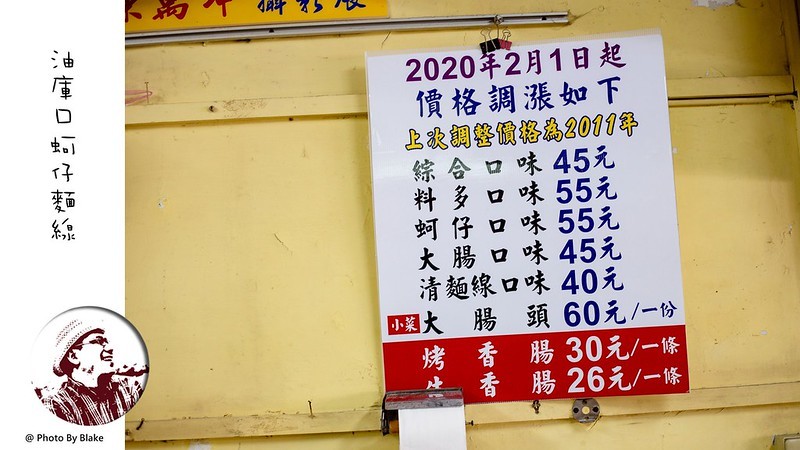 攝影展
油庫口蚵仔麵線
2020年2月1日起
價格調漲如下
上次調整價格為2011年
綜合口味 45元
料多口味 55元
蚵仔口味 55元
大腸口味 45元
清麵線口味 40元
小菜 大腸頭 60元/一份
烤香腸 30元/一條
生香腸 26元/一條
@ Photo By Blake